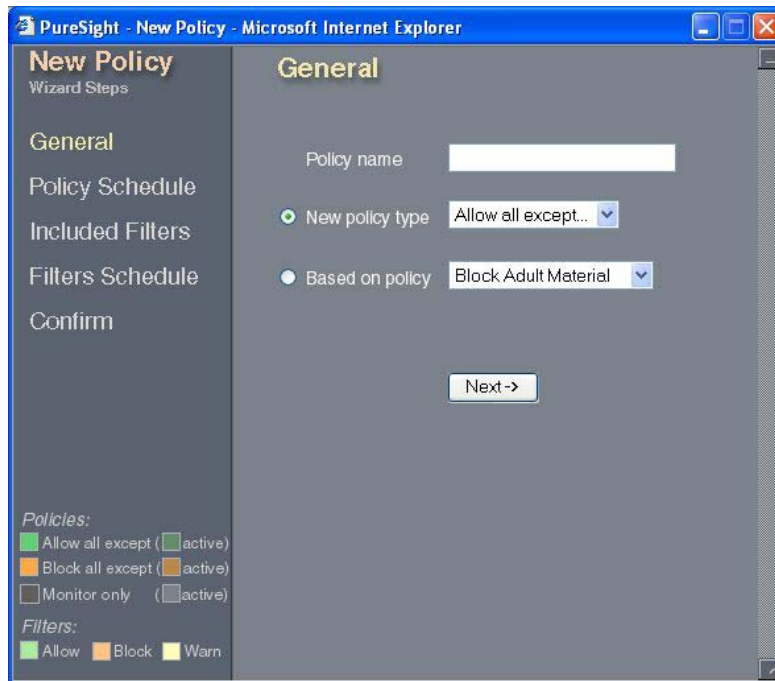 PureSight - New Policy - Microsoft Internet Explorer
New Policy
Wizard Steps
General
Policy Schedule
Included Filters
Filters Schedule
Confirm
Policies:
Allow all except (active)
Block all except (active)
Monitor only (active)
Filters:
Allow Block Warn
General
Policy name
New policy type Allow all except...
Based on policy Block Adult Material
Next->